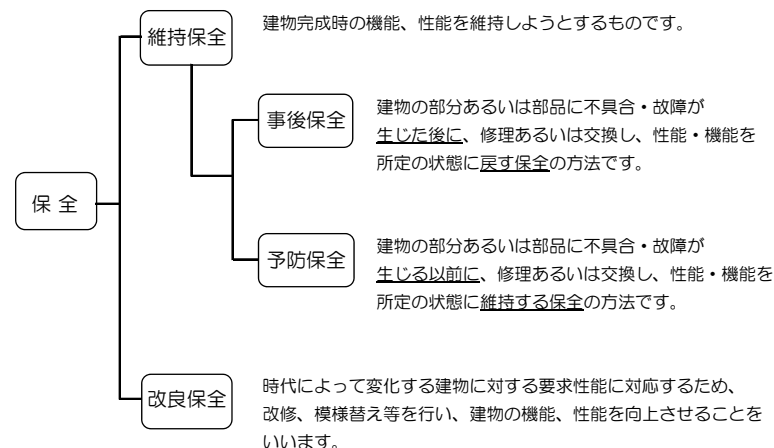 維持保全
建物完成時の機能、性能を維持しようとするものです。
事後保全
建物の部分あるいは部品に不具合・故障が
生じた後に、修理あるいは交換し、性能・機能を
所定の状態に戻す保全の方法です。
保 全
予防保全
建物の部分あるいは部品に不具合・故障が
生じる以前に、修理あるいは交換し、性能・機能を
所定の状態に維持する保全の方法です。
改良保全
時代によって変化する建物に対する要求性能に対応するため、
改修、模様替え等を行い、建物の機能、性能を向上させることを
いいます。